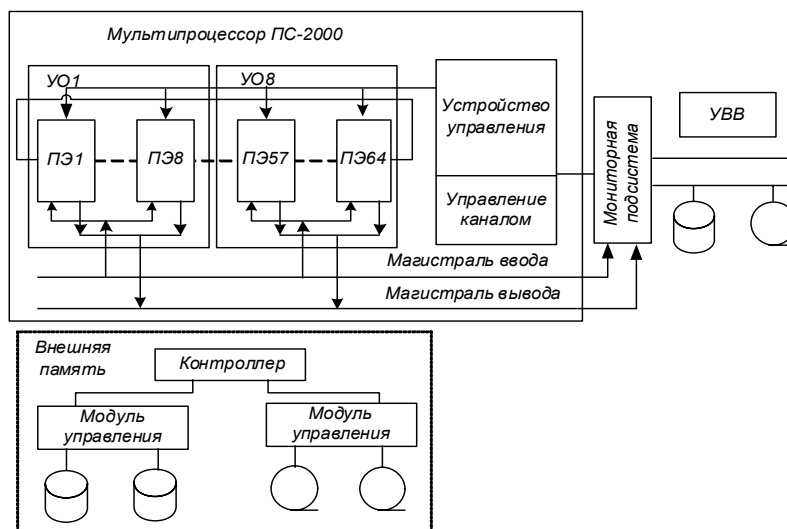 Мультипроцессор ПС-2000
УО1
УО8
Устройство
управления
УВВ
ПЭ1
ПЭ8
ПЭ57
ПЭ64
Мониторная
подсистема
Управление
каналом
Магистраль ввода
Магистраль вывода
Внешняя
память
Контроллер
Модуль
управления
Модуль
управления